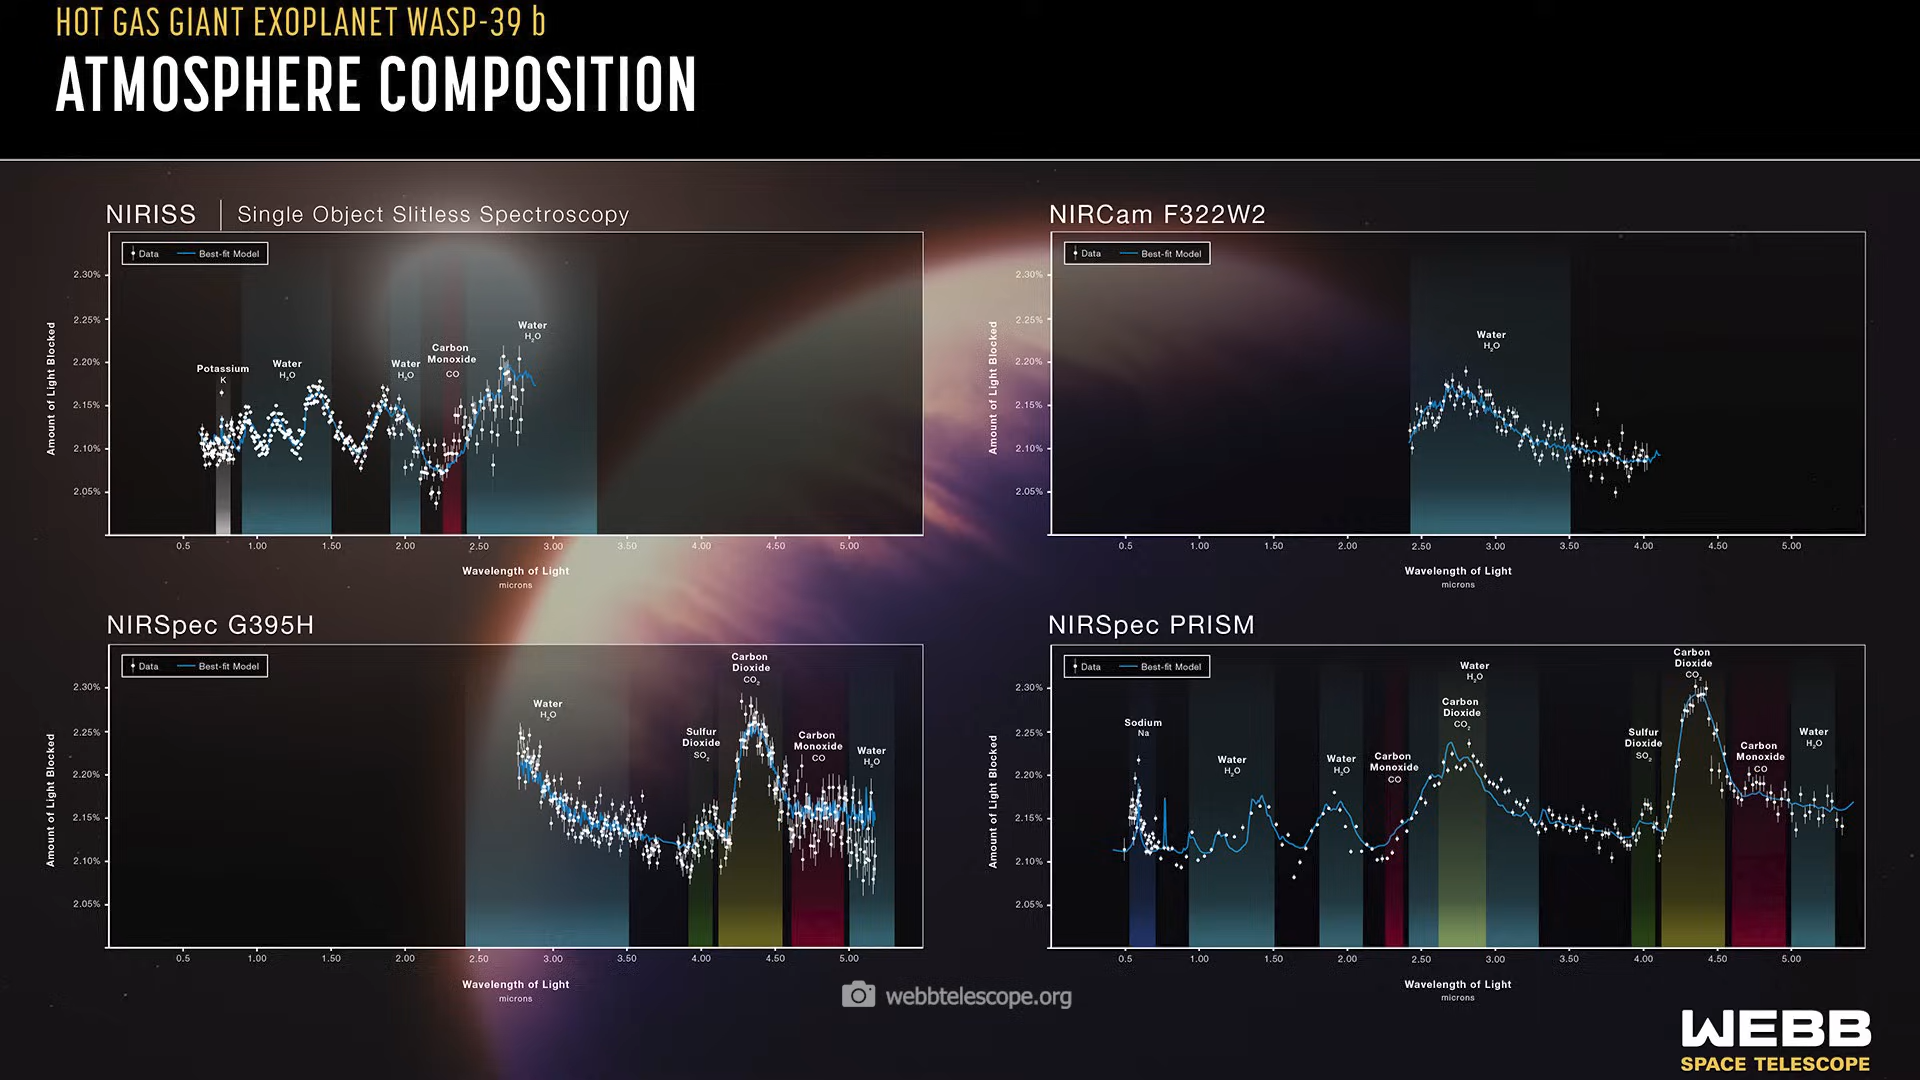 HOT GAS GIANT EXOPLANET WASP-39 b
ATMOSPHERE COMPOSITION
NIRISS | Single Object Slitless Spectroscopy
Data Best-fit Model
2.30%
2.25%
2.20%
2.15%
2.10%
2.05%
Amount of Light Blocked
Potassium
K
Water
H₂O
Water
H₂O
Carbon
Monoxide
CO
Water
H₂O
0.5 1.00 1.50 2.00 2.50 3.00 3.50 4.00 4.50 5.00
Wavelength of Light
microns
NIRCam F322W2
Data Best-fit Model
2.30%
2.25%
2.20%
2.15%
2.10%
2.05%
Amount of Light Blocked
Water
H₂O
0.5 1.00 1.50 2.00 2.50 3.00 3.50 4.00 4.50 5.00
Wavelength of Light
microns
NIRSpec G395H
Data Best-fit Model
2.30%
2.25%
2.20%
2.15%
2.10%
2.05%
Amount of Light Blocked
Water
H₂O
Sulfur
Dioxide
SO₂
Carbon
Dioxide
CO₂
Carbon
Monoxide
CO
Water
H₂O
0.5 1.00 1.50 2.00 2.50 3.00 3.50 4.00 4.50 5.00
Wavelength of Light
microns
NIRSpec PRISM
Data Best-fit Model
2.30%
2.25%
2.20%
2.15%
2.10%
2.05%
Amount of Light Blocked
Sodium
Na
Water
H₂O
Water
H₂O
Carbon
Monoxide
CO
Water
H₂O
Carbon
Dioxide
CO₂
Sulfur
Dioxide
SO₂
Carbon
Dioxide
CO₂
Carbon
Monoxide
CO
Water
H₂O
0.5 1.00 1.50 2.00 2.50 3.00 3.50 4.00 4.50 5.00
Wavelength of Light
microns
webbtelescope.org
WEBB
SPACE TELESCOPE